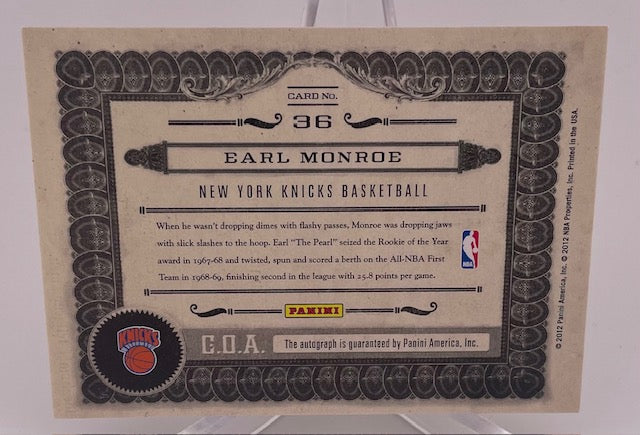 CARD No.
36
EARL MONROE
NEW YORK KNICKS BASKETBALL
When he wasn't dropping dimes with flashy passes, Monroe was dropping jaws
with slick slashes to the hoop. Earl "The Pearl" seized the Rookie of the Year
award in 1967-68 and twisted, spun and scored a berth on the All-NBA First
Team in 1968-69, finishing second in the league with 25.8 points per game.
NBA
PANINI
KNICKS
C.O.A. The autograph is guaranteed by Panini America, Inc.
© 2012 Panini America, Inc. © 2012 NBA Properties, Inc. Printed in the USA.